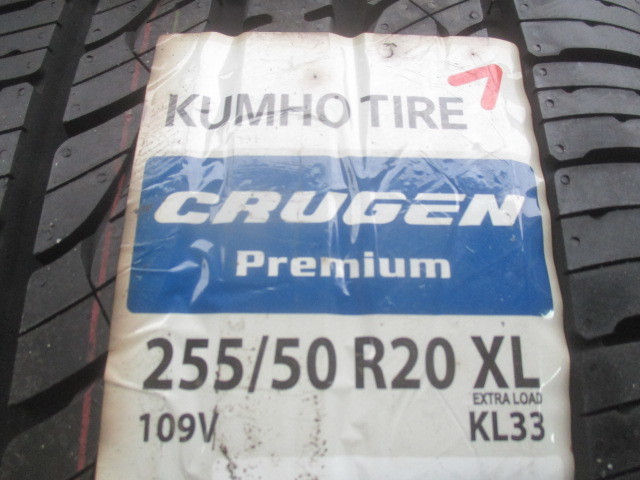 KUMHO TIRE
CRUGEN
Premium
255/50 R20 XL
EXTRA LOAD
109V KL33